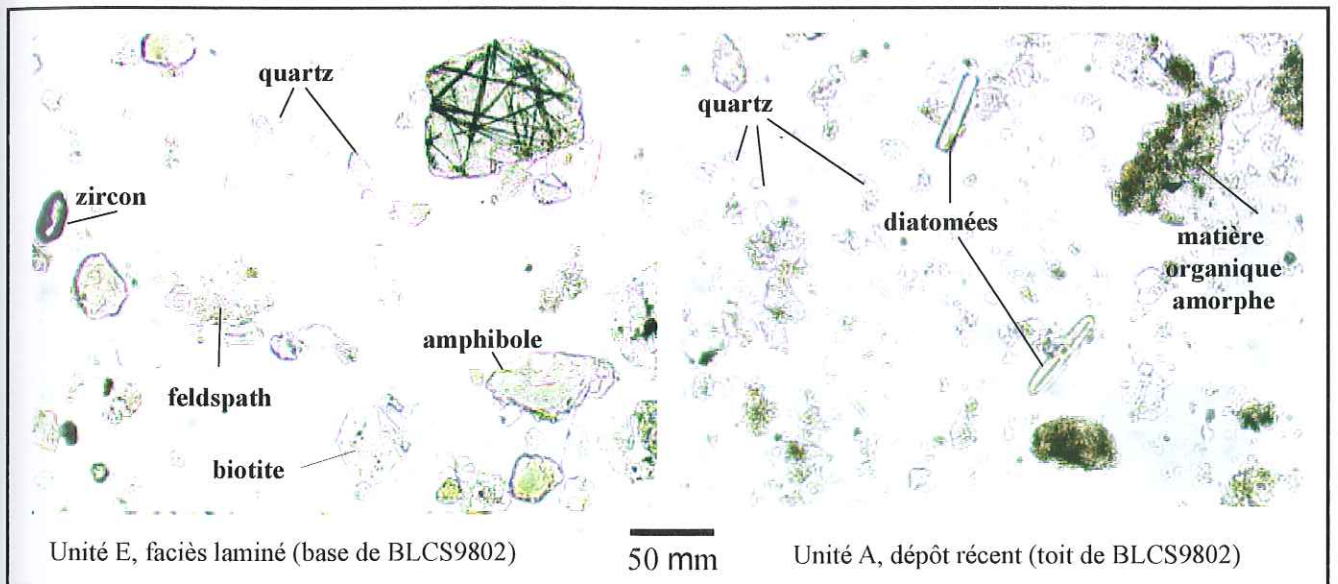 quartz
zircon
feldspath
biotite
amphibole
quartz
diatomées
matière
organique
amorphe
Unité E, faciès laminé (base de BLCS9802)
50 mm
Unité A, dépôt récent (toit de BLCS9802)